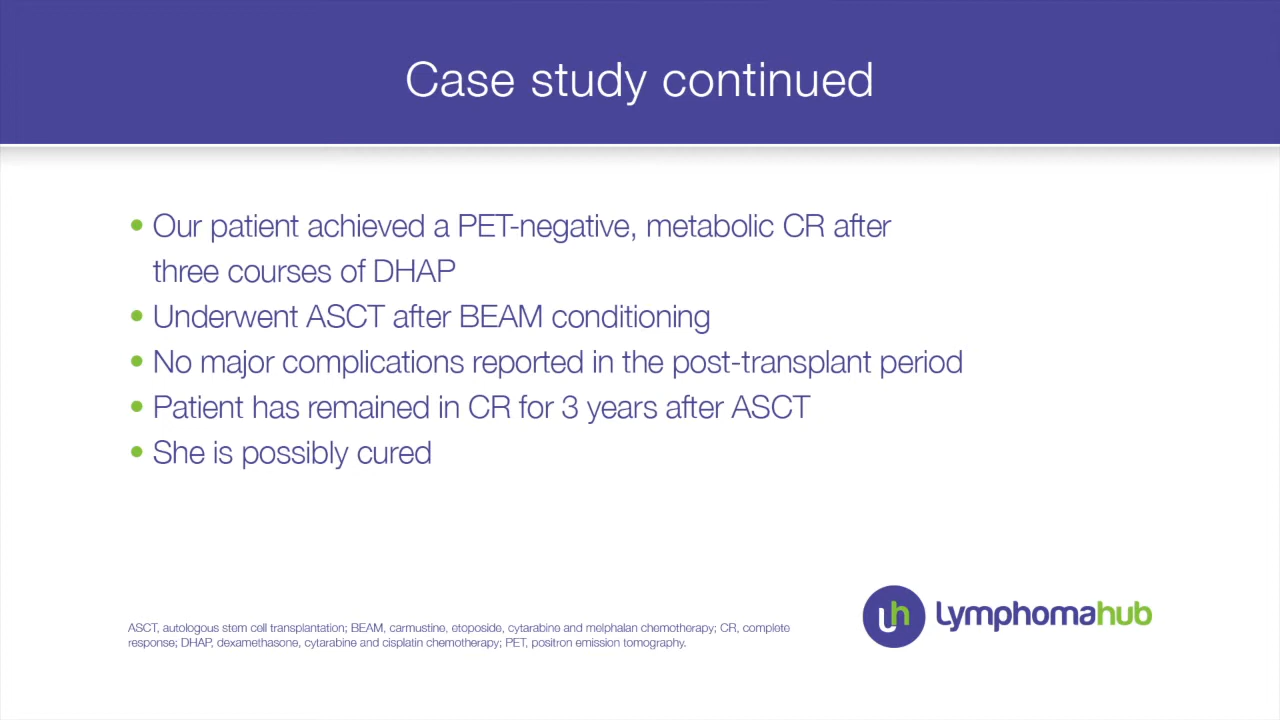 Case study continued
• Our patient achieved a PET-negative, metabolic CR after
three courses of DHAP
• Underwent ASCT after BEAM conditioning
• No major complications reported in the post-transplant period
• Patient has remained in CR for 3 years after ASCT
• She is possibly cured
ASCT, autologous stem cell transplantation; BEAM, carmustine, etoposide, cytarabine and melphalan chemotherapy; CR, complete
response; DHAP, dexamethasone, cytarabine and cisplatin chemotherapy; PET, positron emission tomography.
lh Lymphomahub